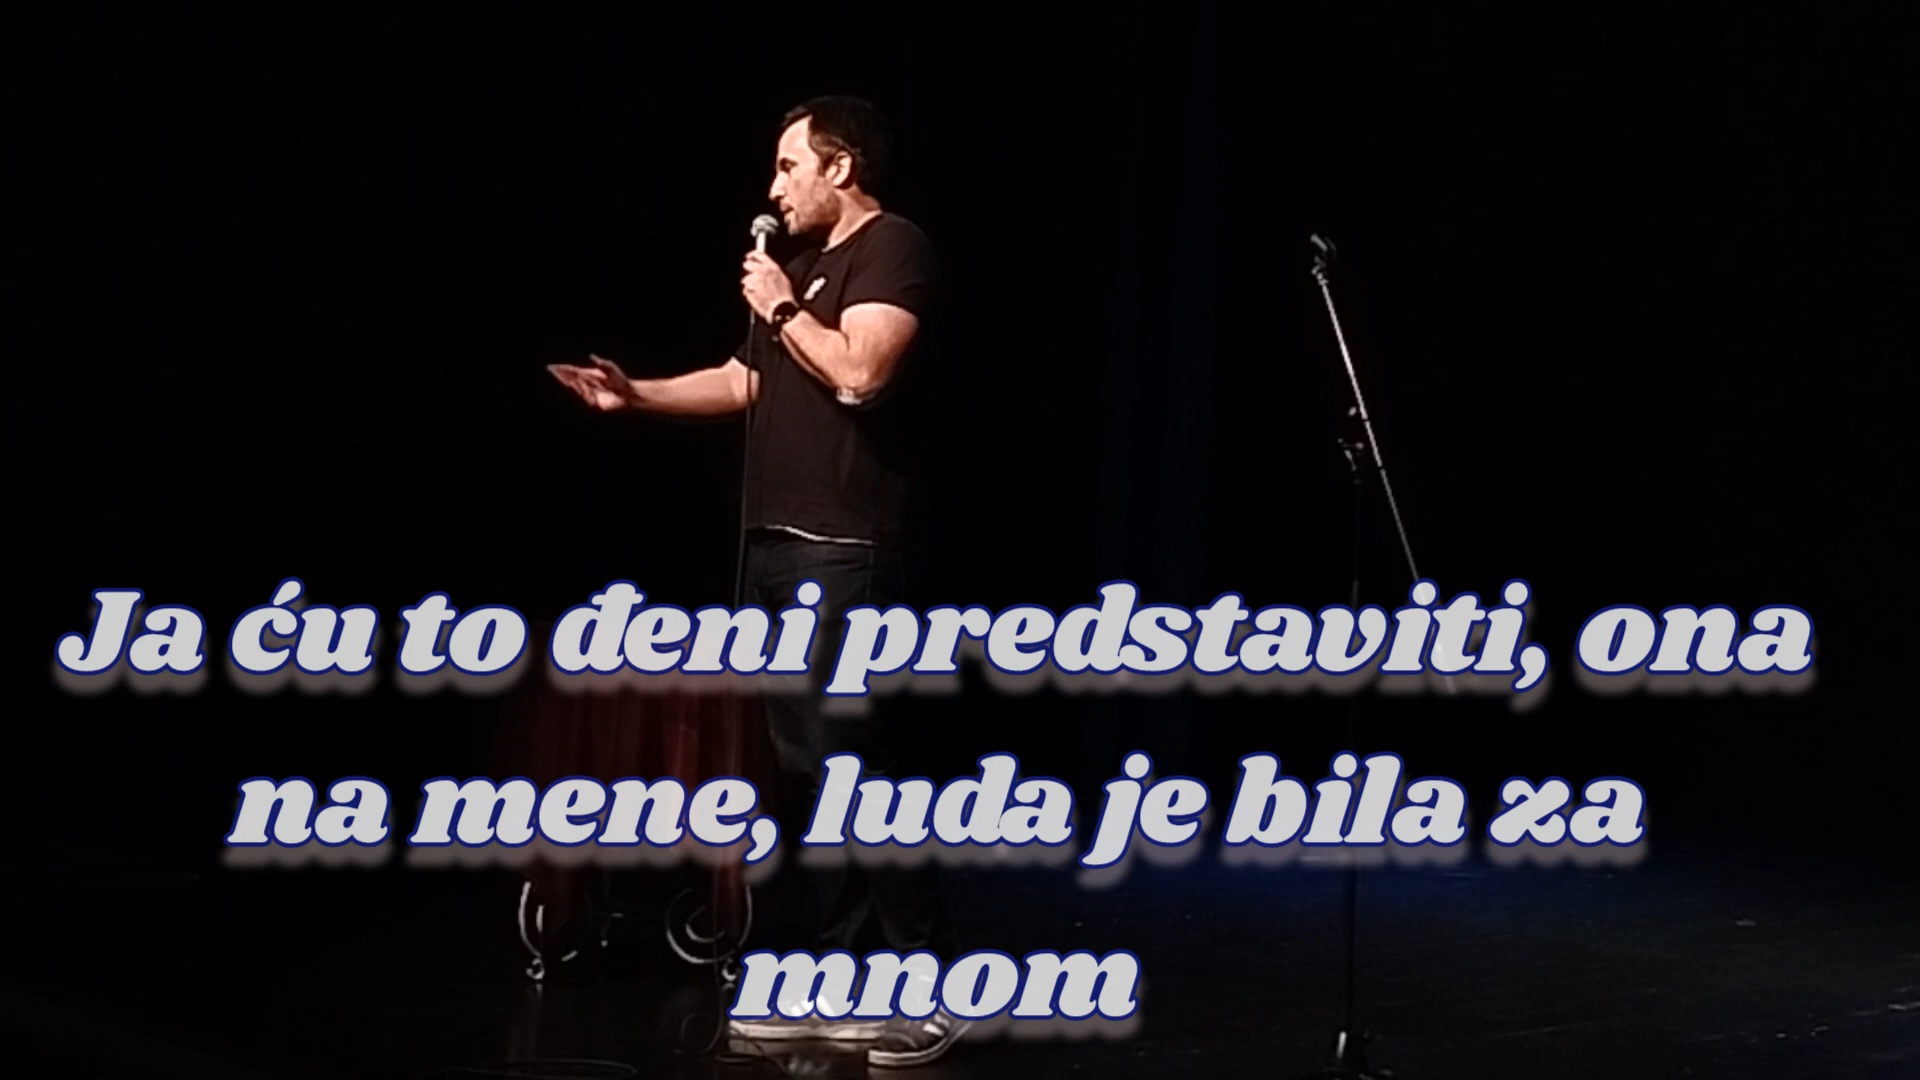 Ja ću to đeni predstaviti, ona
na mene, luda je bila za
mnom